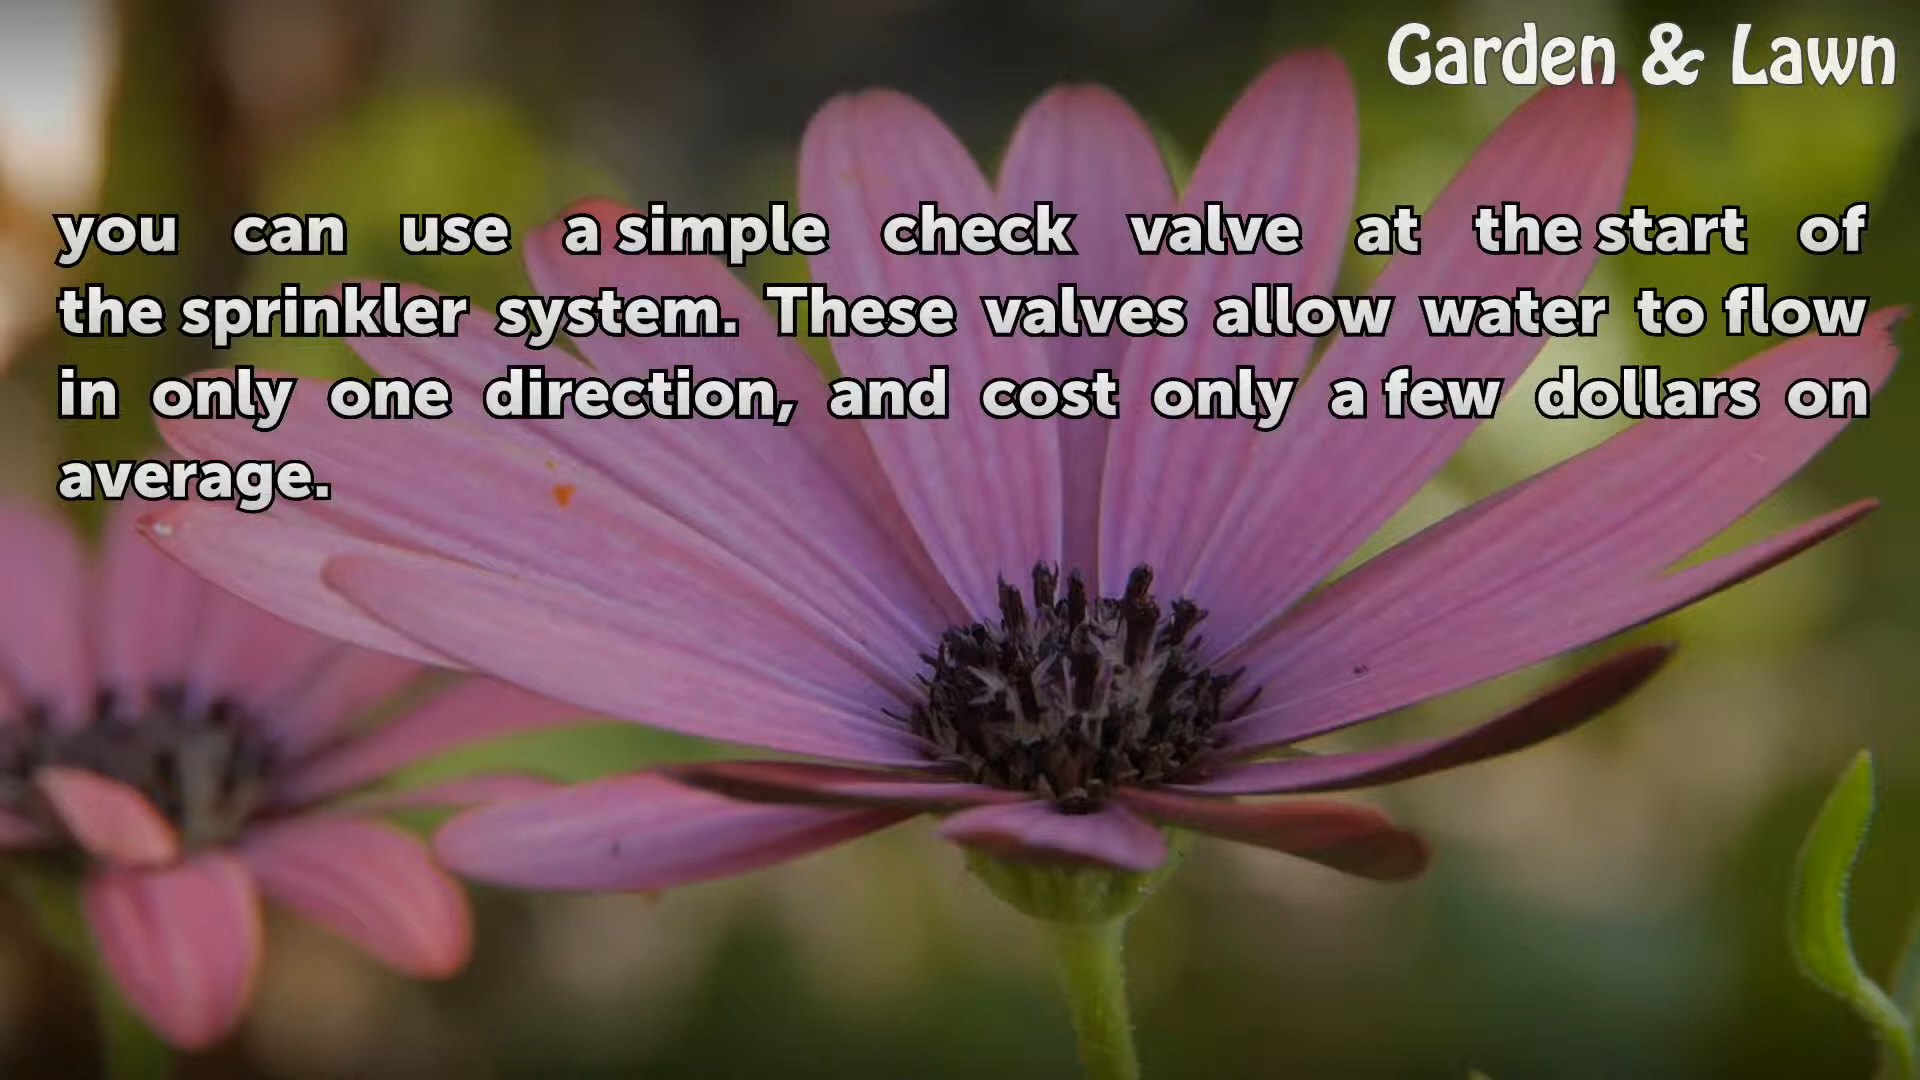 Garden & Lawn
you can use a simple check valve at the start of
the sprinkler system. These valves allow water to flow
in only one direction, and cost only a few dollars on
average.